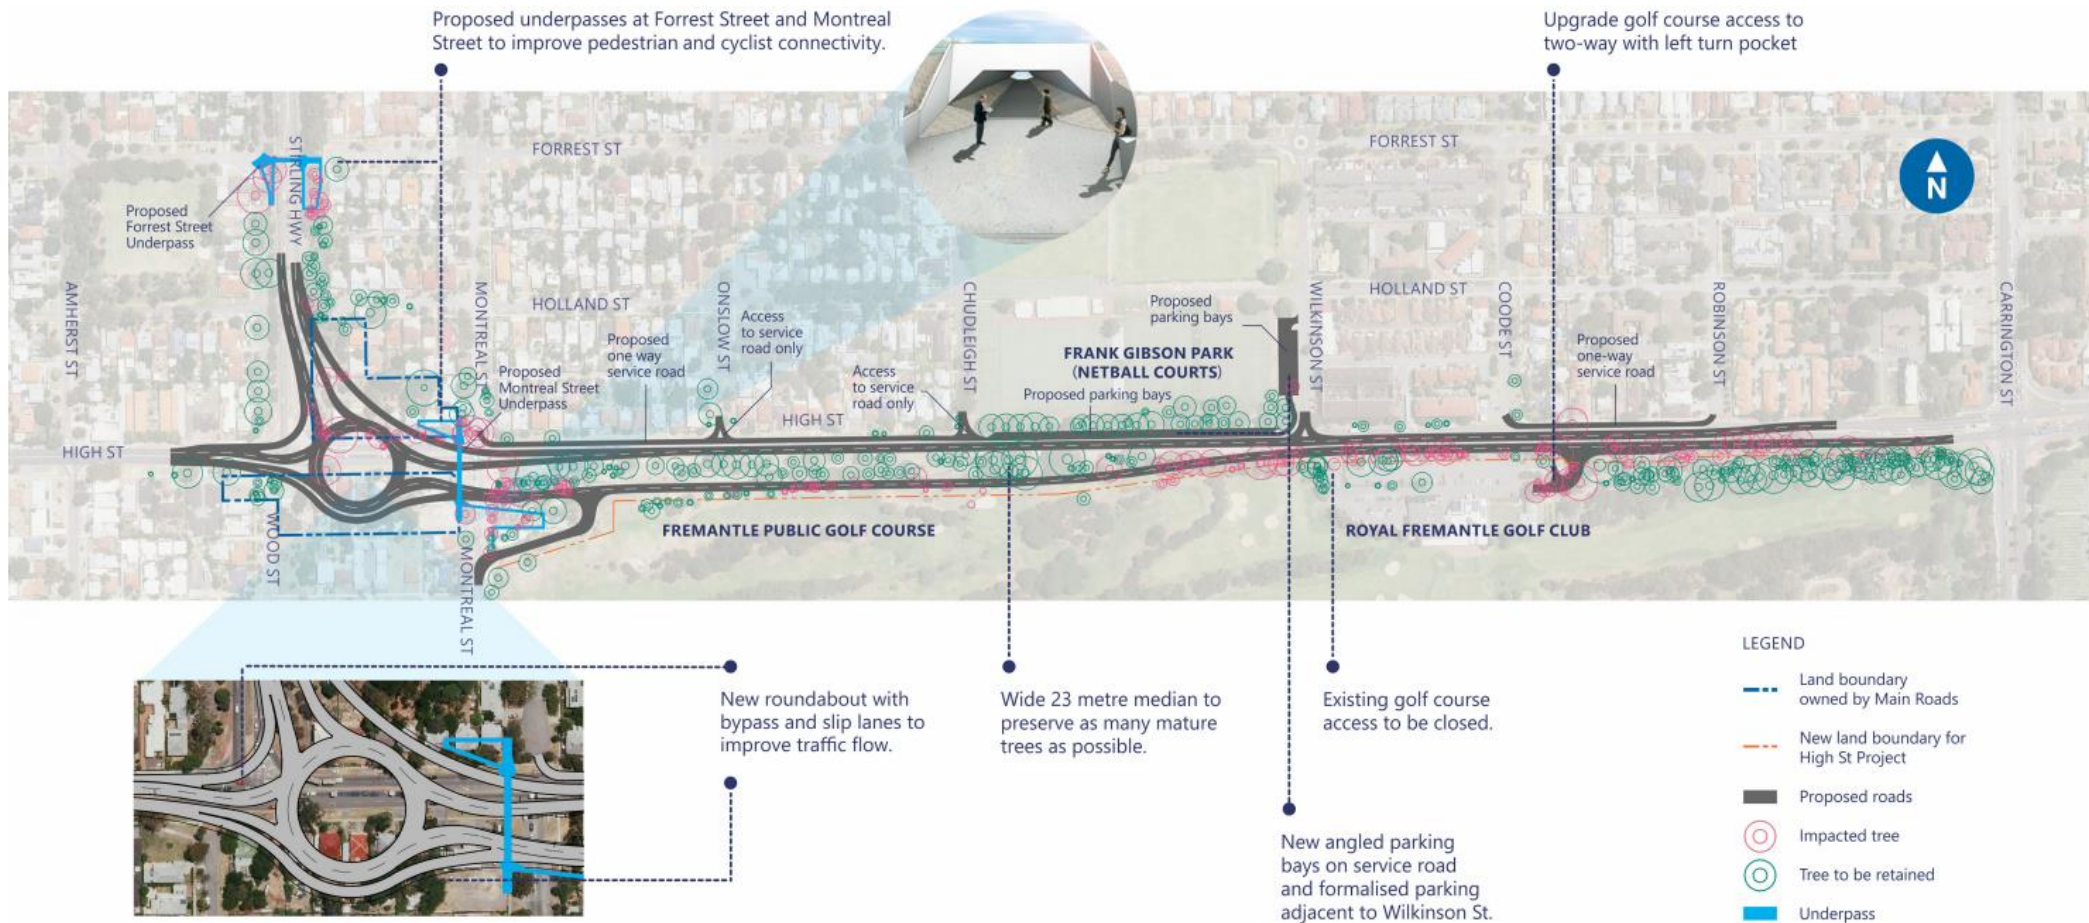 Proposed underpasses at Forrest Street and Montreal
Street to improve pedestrian and cyclist connectivity.
Upgrade golf course access to
two-way with left turn pocket
STIRLING HWY
FORREST ST
FORREST ST
N
Proposed
Forrest Street
Underpass
AMHERST ST
MONTREAL ST
HOLLAND ST
ONSLOW ST
Access
to service
road only
CHUDLEIGH ST
Proposed
parking bays
WILKINSON ST
HOLLAND ST
COODE ST
ROBINSON ST
CARRINGTON ST
Proposed
one way
service road
Proposed
Montreal Street
Underpass
Access
to service
road only
FRANK GIBSON PARK
(NETBALL COURTS)
Proposed parking bays
Proposed
one-way
service road
HIGH ST
HIGH ST
WOOD ST
MONTREAL ST
FREMANTLE PUBLIC GOLF COURSE
ROYAL FREMANTLE GOLF CLUB
New roundabout with
bypass and slip lanes to
improve traffic flow.
Wide 23 metre median to
preserve as many mature
trees as possible.
Existing golf course
access to be closed.
New angled parking
bays on service road
and formalised parking
adjacent to Wilkinson St.
LEGEND
Land boundary
owned by Main Roads
New land boundary for
High St Project
Proposed roads
Impacted tree
Tree to be retained
Underpass